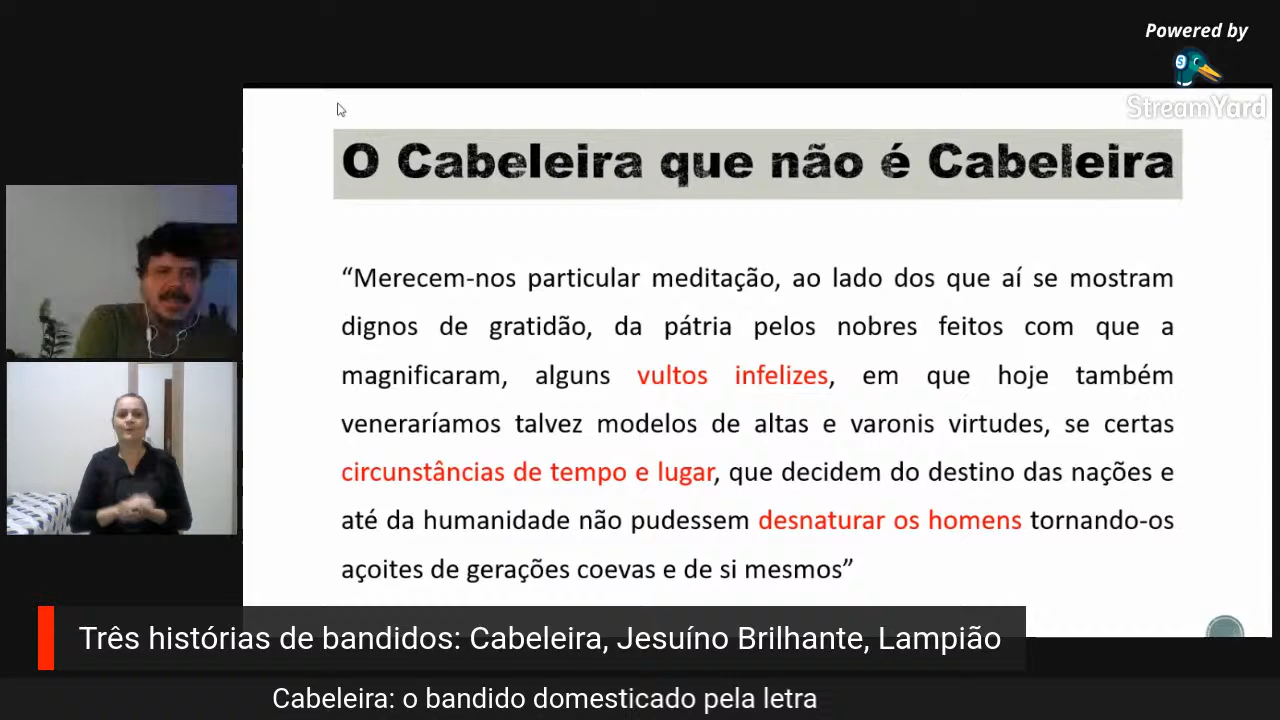 Powered by
StreamYard
O Cabeleira que não é Cabeleira
“Merecem-nos particular meditação, ao lado dos que aí se mostram
dignos de gratidão, da pátria pelos nobres feitos com que a
magnificaram, alguns vultos infelizes, em que hoje também
veneraríamos talvez modelos de altas e varonis virtudes, se certas
circunstâncias de tempo e lugar, que decidem do destino das nações e
até da humanidade não pudessem desnaturar os homens tornando-os
açoites de gerações coevas e de si mesmos”
Três histórias de bandidos: Cabeleira, Jesuíno Brilhante, Lampião
Cabeleira: o bandido domesticado pela letra